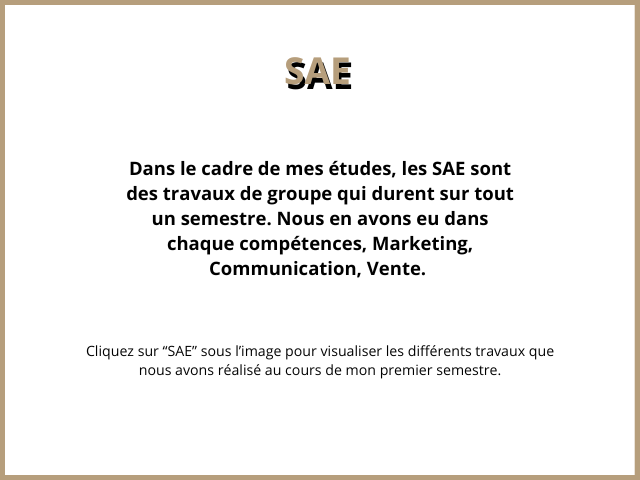 SAE
Dans le cadre de mes études, les SAE sont
des travaux de groupe qui durent sur tout
un semestre. Nous en avons eu dans
chaque compétences, Marketing,
Communication, Vente.
Cliquez sur “SAE” sous l’image pour visualiser les différents travaux que
nous avons réalisé au cours de mon premier semestre.